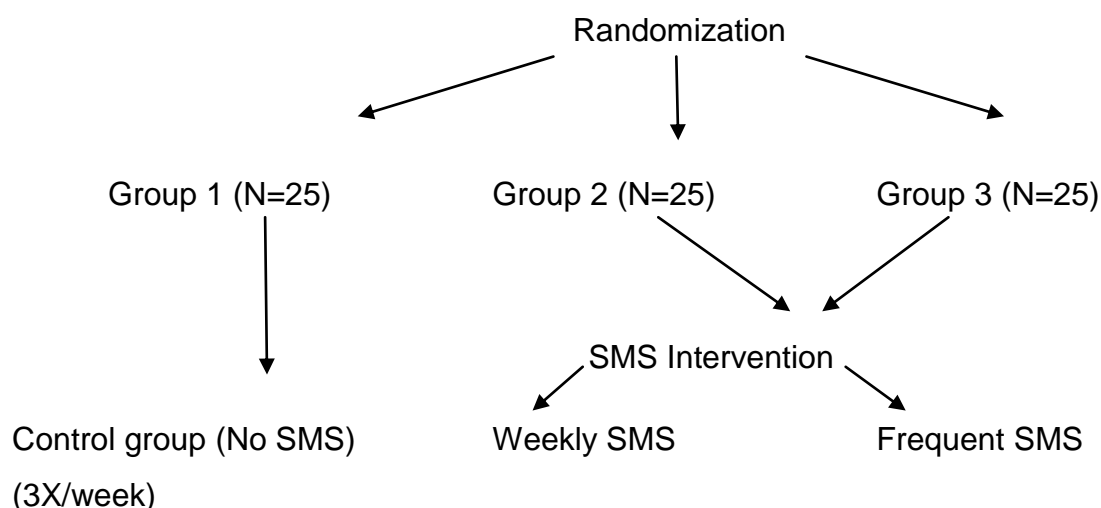 Randomization
Group 1 (N=25) Group 2 (N=25) Group 3 (N=25)
SMS Intervention
Control group (No SMS) Weekly SMS Frequent SMS
(3X/week)